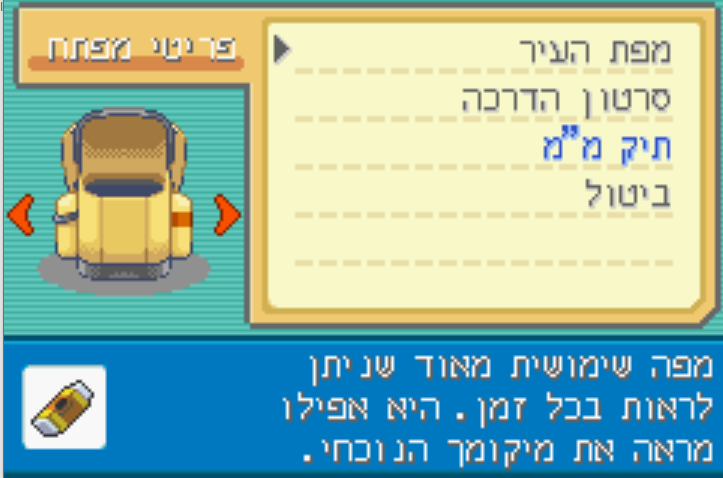 פריטי מפתח
מפת העיר
סרטון הדרכה
תיק מ"מ
ביטול
מפה שימושית מאוד שניתן
לראות בכל זמן. היא אפילו
מראה את מיקומך הנוכחי.